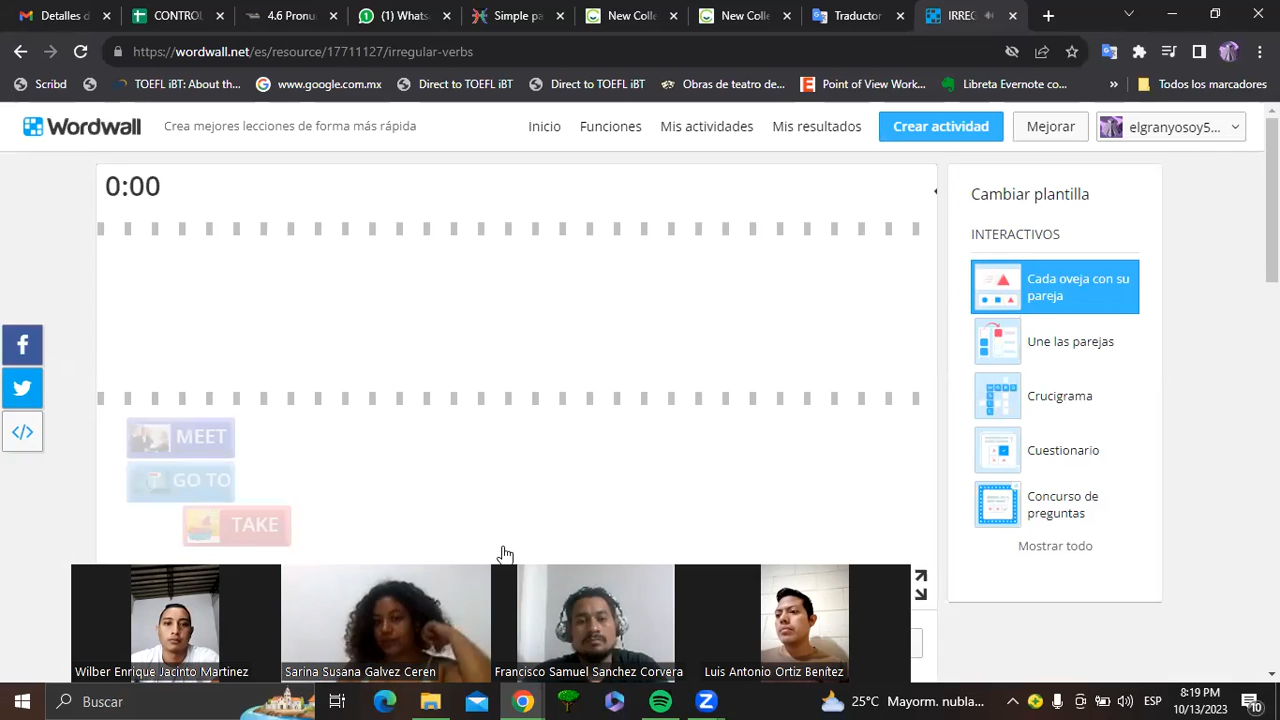 Detalles d
CONTROL
4.6 Pronu
(1) Whats
Simple pa
New Colle
New Colle
Traductor
IRREG
https://wordwall.net/es/resource/17711127/irregular-verbs
Scribd
TOEFL iBT: About th...
www.google.com.mx
Direct to TOEFL iBT
Direct to TOEFL iBT
Obras de teatro de...
Point of View Work...
Libreta Evernote co...
Todos los marcadores
Wordwall
Crea mejores lecciones de forma más rápida
Inicio
Funciones
Mis actividades
Mis resultados
Crear actividad
Mejorar
elgranyosoy5...
0:00
Cambiar plantilla
INTERACTIVOS
Cada oveja con su
pareja
Une las parejas
Crucigrama
Cuestionario
Concurso de
preguntas
Mostrar todo
MEET
GO TO
TAKE
Wilber Enrique Jacinto Martinez
Sarina Susana Galvez Ceren
Francisco Samuel Sanchez Corvera
Luis Antonio Ortiz Benítez
Buscar
25°C Mayorm. nubla...
ESP
8:19 PM
10/13/2023
10